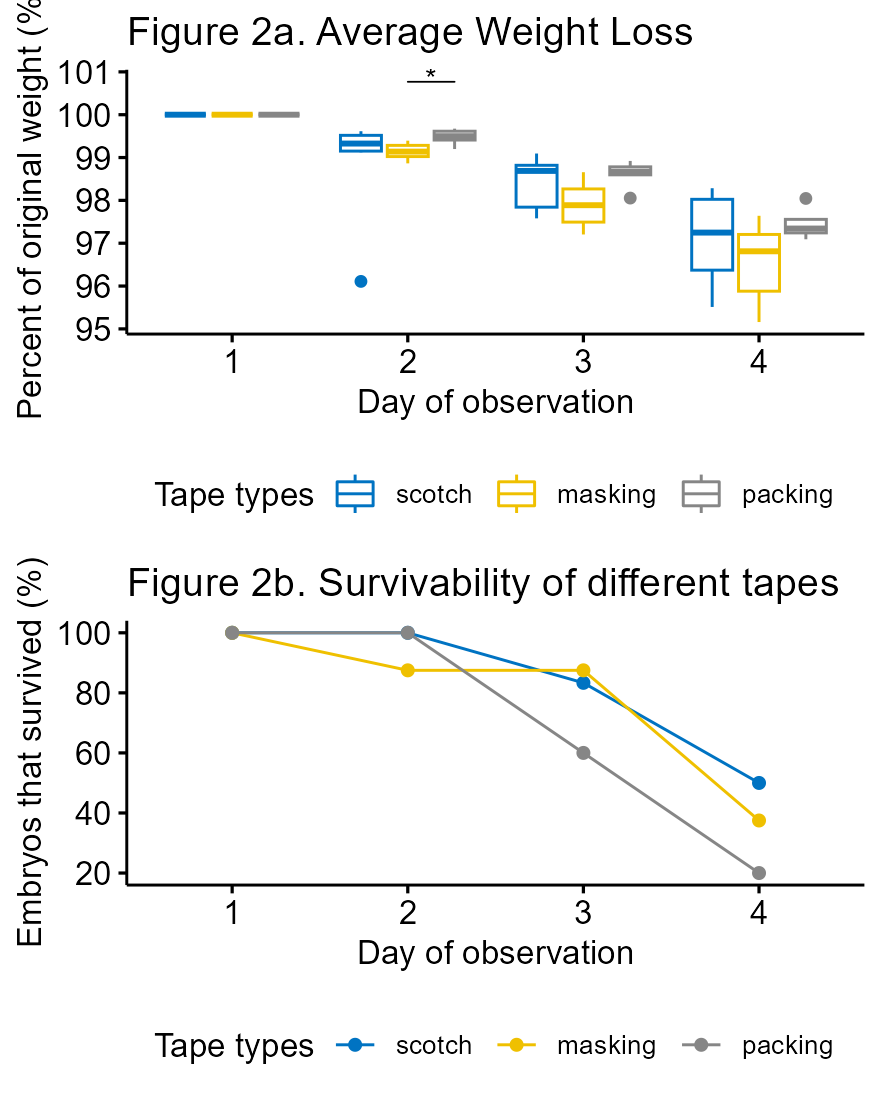 Figure 2a. Average Weight Loss
Percent of original weight (%
101
100
99
98
97
96
95
*
1 2 3 4
Day of observation
Tape types scotch masking packing
Figure 2b. Survivability of different tapes
Embryos that survived (%)
100
80
60
40
20
1 2 3 4
Day of observation
Tape types scotch masking packing